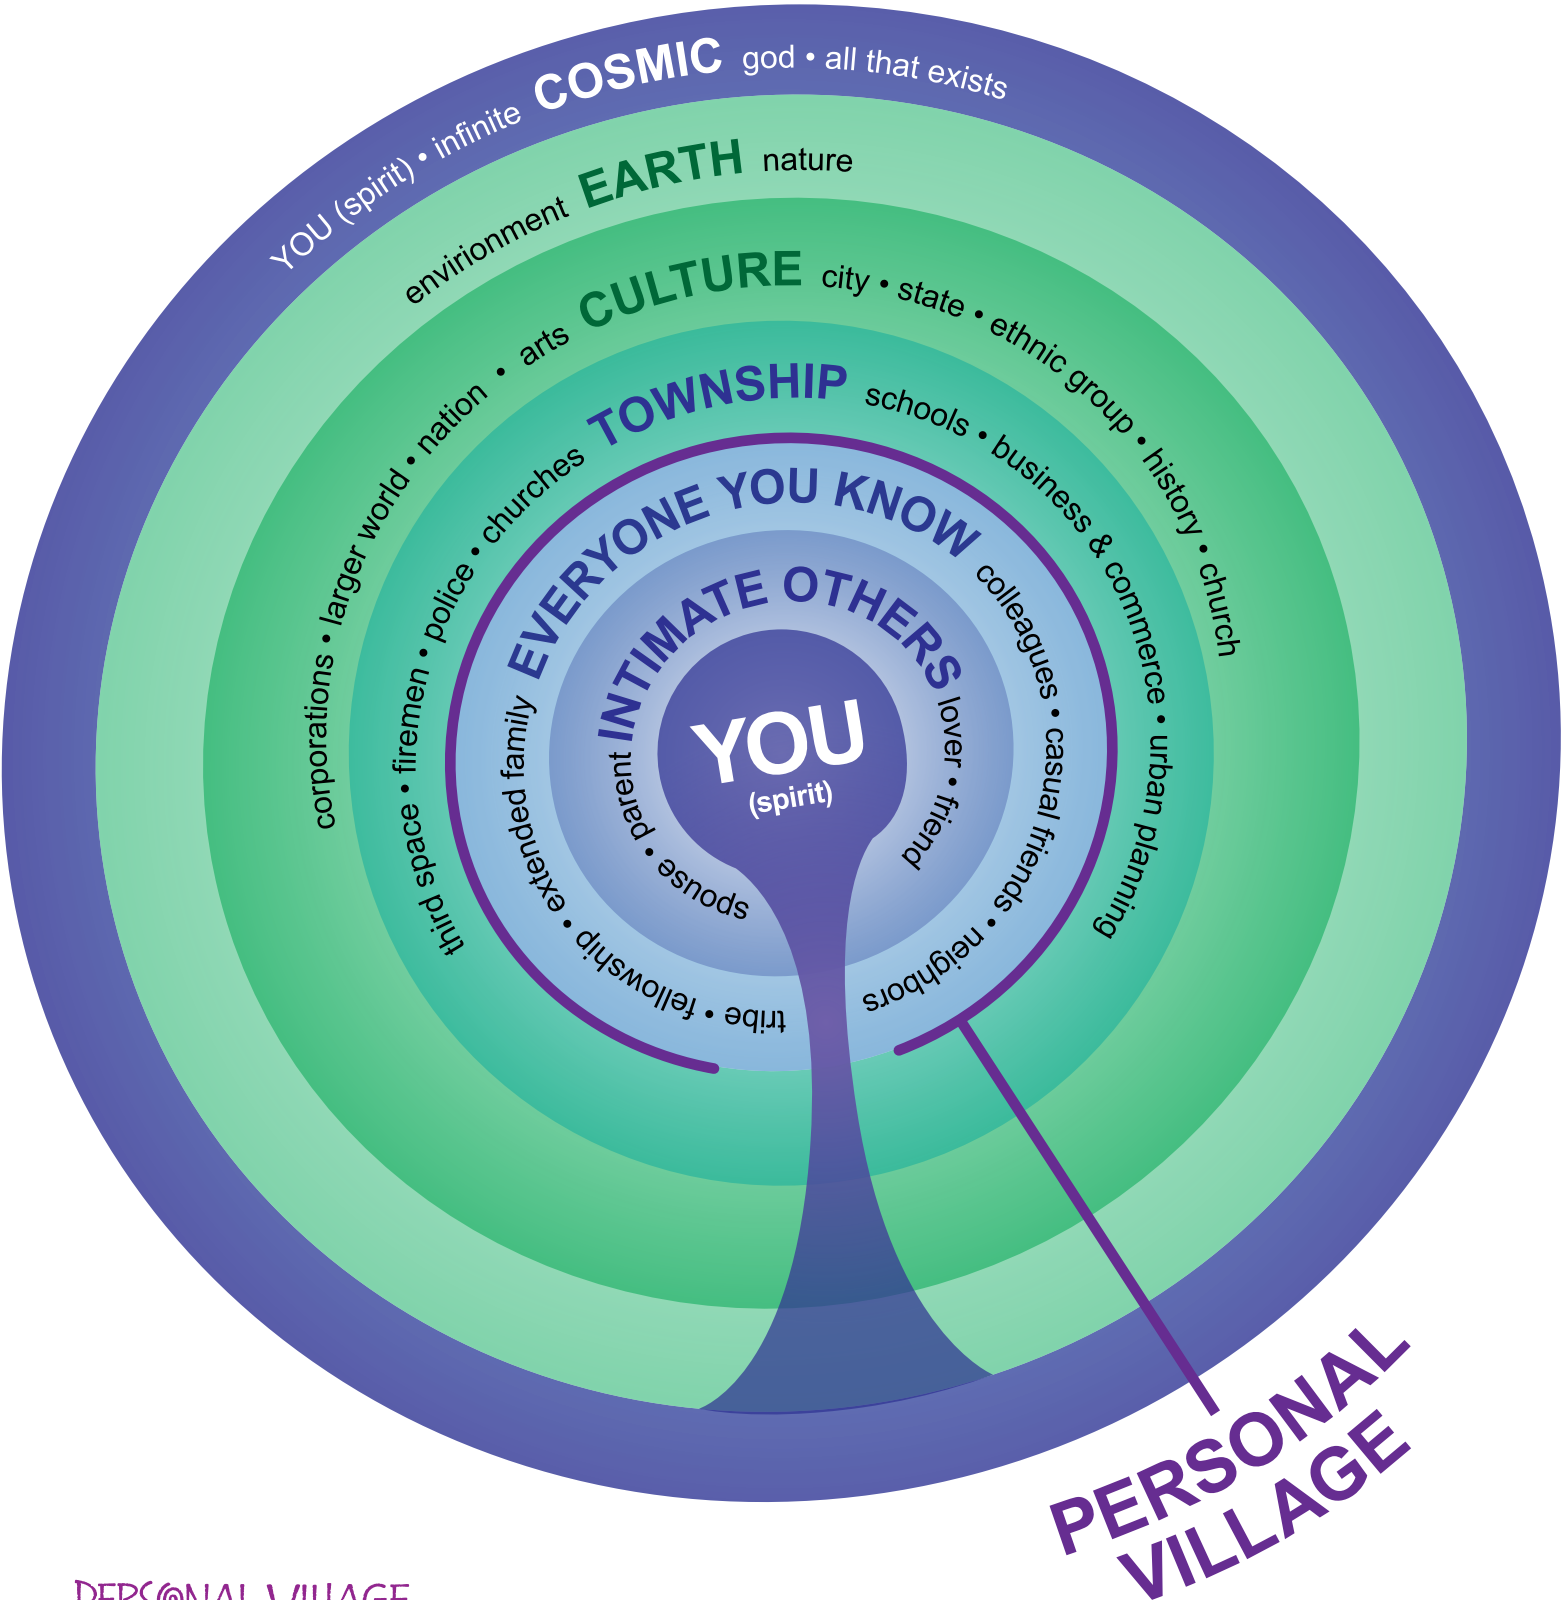 YOU (spirit) • infinite COSMIC god • all that exists
envirionment EARTH nature
corporations • larger world • nation • arts CULTURE city • state • ethnic group • history • church
third space • firemen • police • churches TOWNSHIP schools • business & commerce • urban planning
tribe • fellowship • extended family EVERYONE YOU KNOW colleagues • casual friends • neighbors
spouse • parent INTIMATE OTHERS lover • friend
YOU
(spirit)
PERSONAL
VILLAGE
PERSONAL VILLAGE